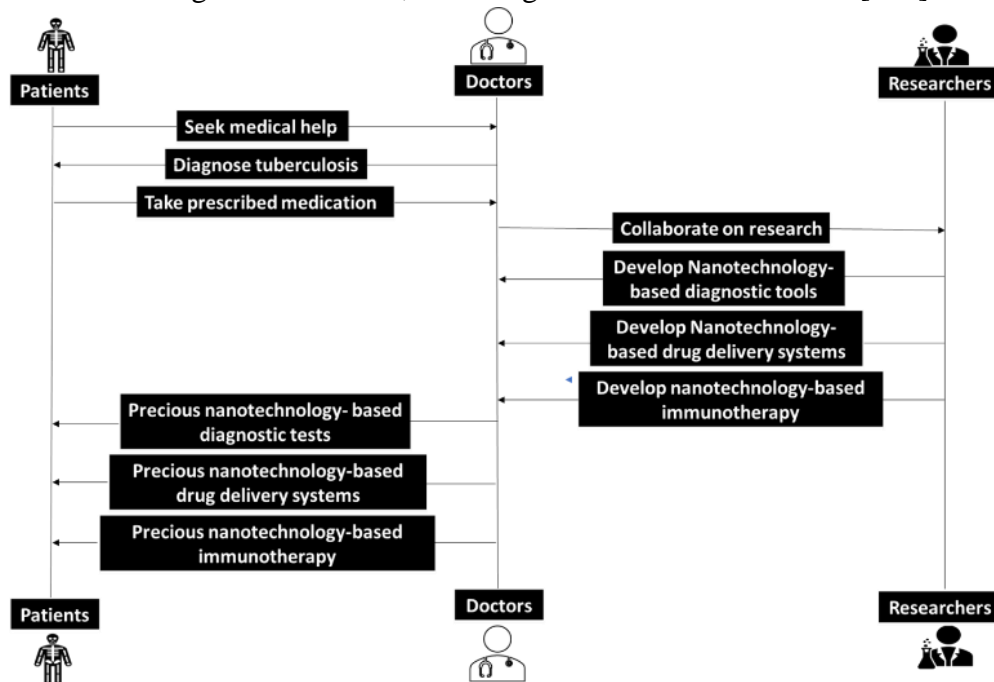 Patients
Doctors
Researchers
Seek medical help
Diagnose tuberculosis
Take prescribed medication
Collaborate on research
Develop Nanotechnology-
based diagnostic tools
Develop Nanotechnology-
based drug delivery systems
Develop nanotechnology-based
immunotherapy
Precious nanotechnology- based
diagnostic tests
Precious nanotechnology-based
drug delivery systems
Precious nanotechnology-based
immunotherapy
Patients
Doctors
Researchers